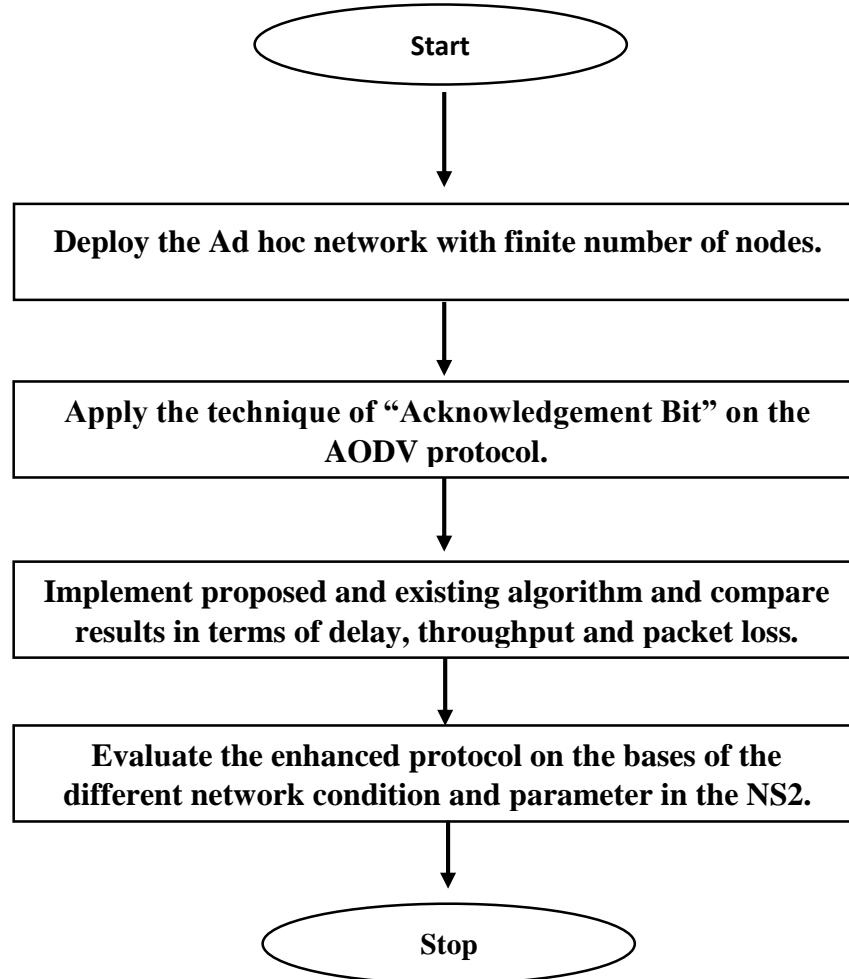 Start
Deploy the Ad hoc network with finite number of nodes.
Apply the technique of “Acknowledgement Bit” on the
AODV protocol.
Implement proposed and existing algorithm and compare
results in terms of delay, throughput and packet loss.
Evaluate the enhanced protocol on the bases of the
different network condition and parameter in the NS2.
Stop